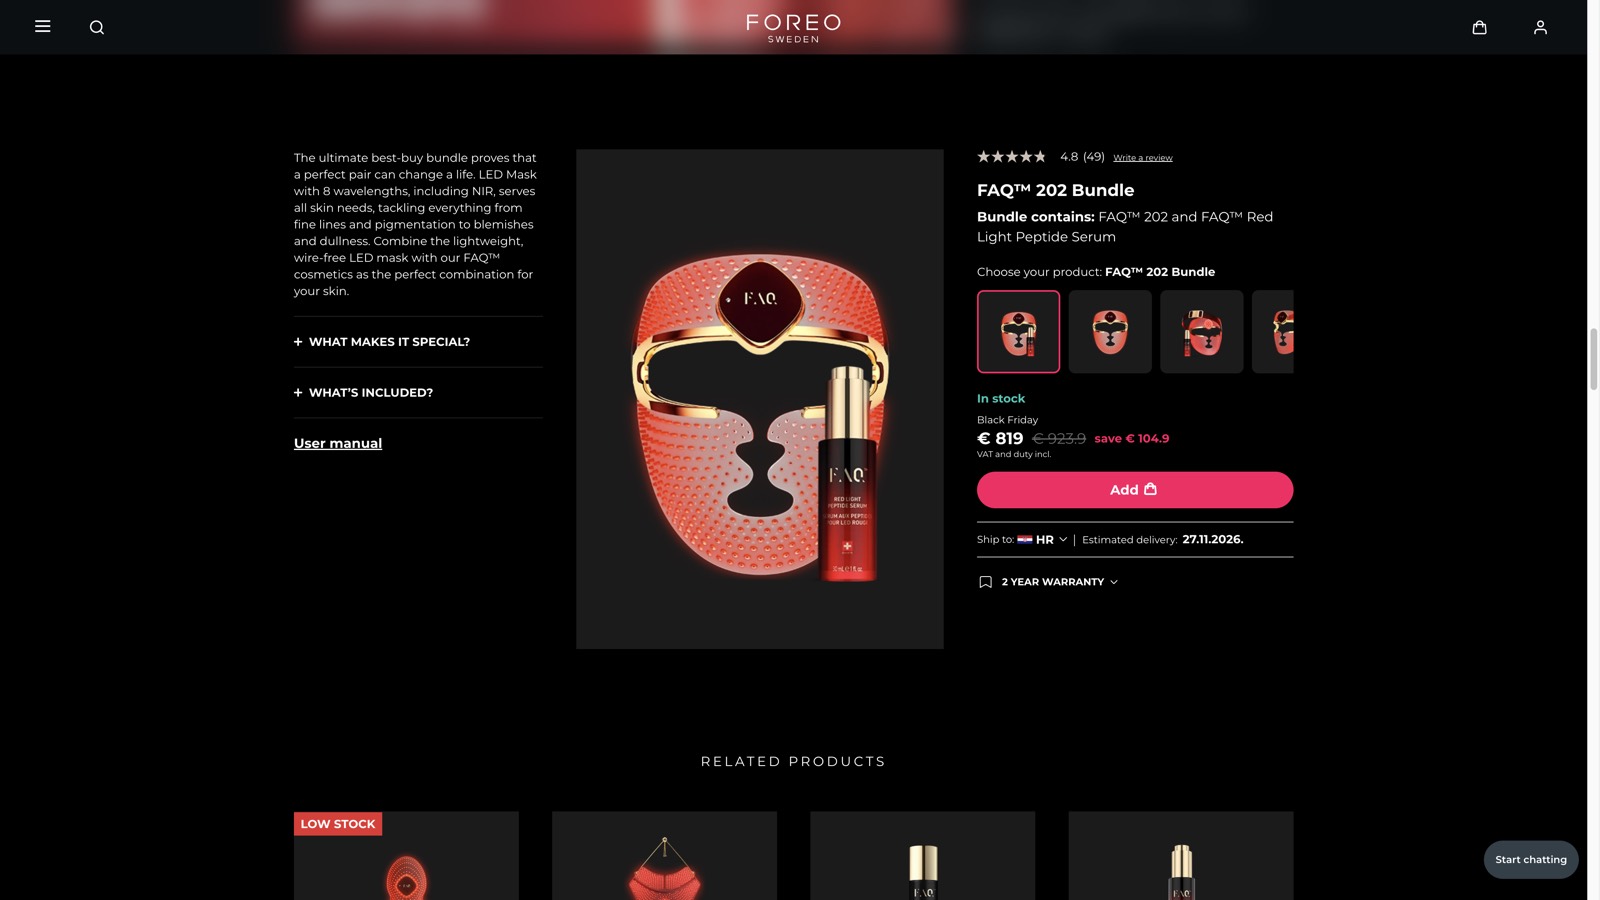 FOREO
SWEDEN
The ultimate best-buy bundle proves that
a perfect pair can change a life. LED Mask
with 8 wavelengths, including NIR, serves
all skin needs, tackling everything from
fine lines and pigmentation to blemishes
and dullness. Combine the lightweight,
wire-free LED mask with our FAQ™
cosmetics as the perfect combination for
your skin.
+ WHAT MAKES IT SPECIAL?
+ WHAT'S INCLUDED?
User manual
FAQ
FAQ
RED LIGHT
PEPTIDE SERUM
4.8 (49) Write a review
FAQ™ 202 Bundle
Bundle contains: FAQ™ 202 and FAQ™ Red
Light Peptide Serum
Choose your product: FAQ™ 202 Bundle
In stock
Black Friday
€ 819 € 923.9 save € 104.9
VAT and duty incl.
Add
Ship to: HR | Estimated delivery: 27.11.2026.
2 YEAR WARRANTY
RELATED PRODUCTS
LOW STOCK
FAQ
FAQ
Start chatting